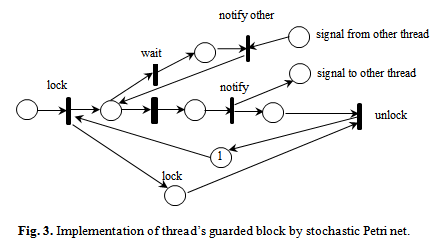 notify other
signal from other thread
wait
signal to other thread
lock
notify
unlock
1
lock
Fig. 3. Implementation of thread's guarded block by stochastic Petri net.